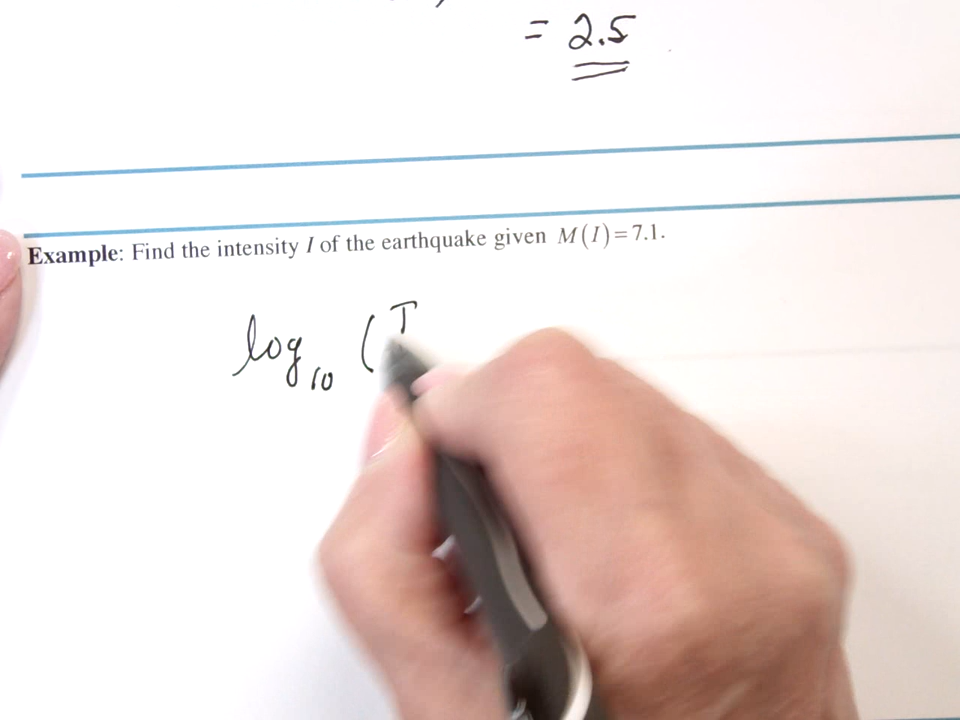 = 2.5
Example: Find the intensity I of the earthquake given M(I)=7.1.
log₁₀ (I